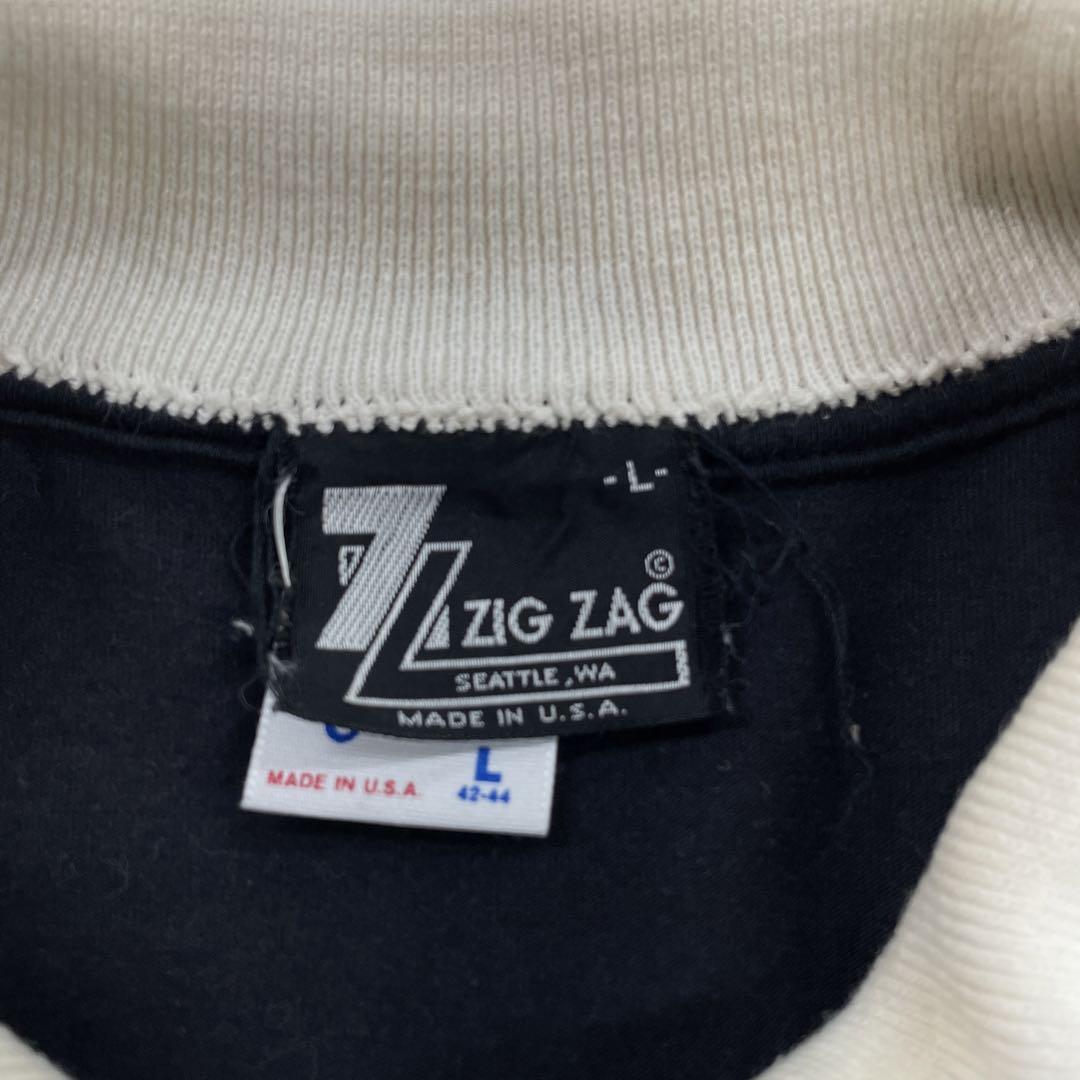 -L-
©
ZIG ZAG
SEATTLE, WA
MADE IN U.S.A.
L
MADE IN U.S.A.
42-44